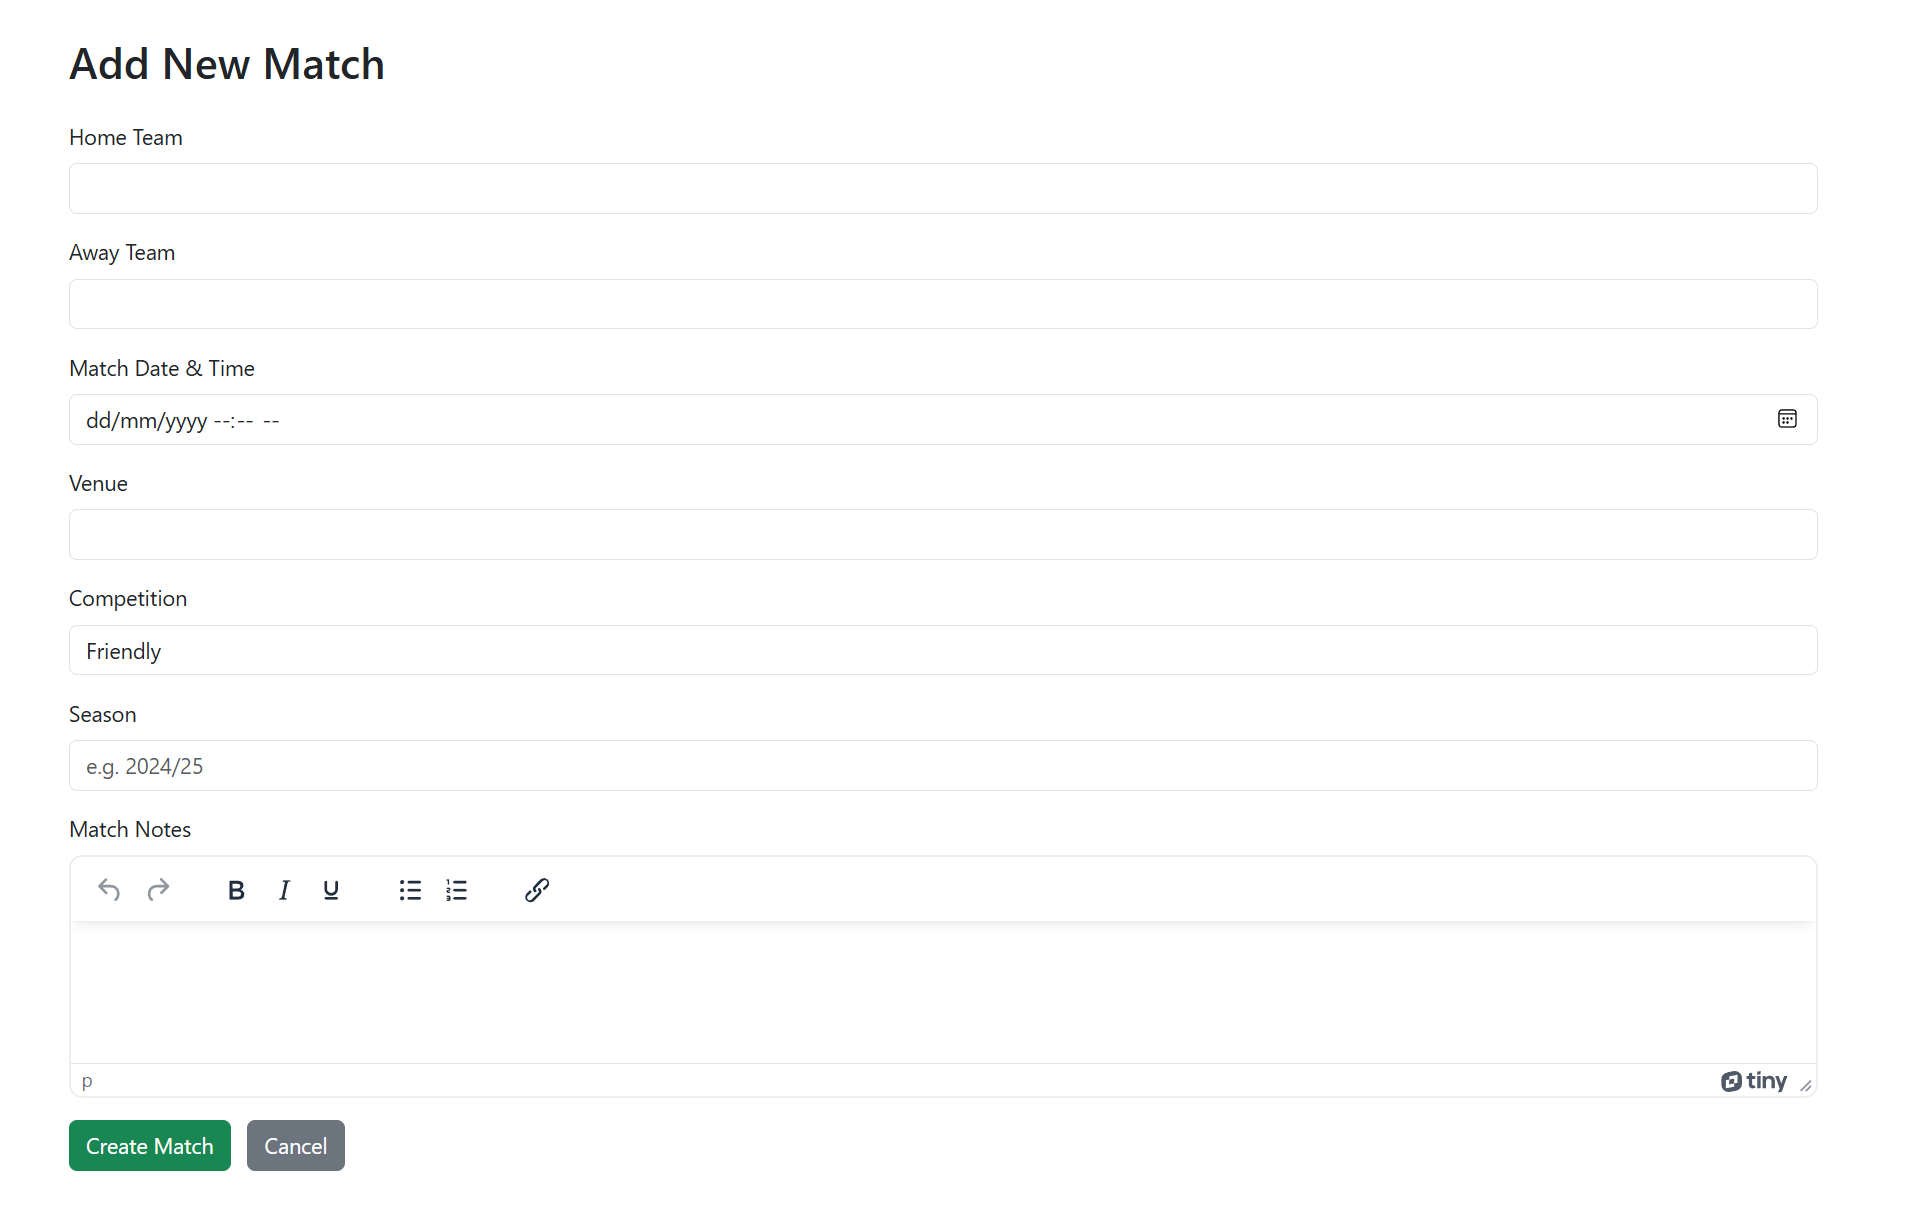 Add New Match
Home Team
Away Team
Match Date & Time
dd/mm/yyyy --:-- --
Venue
Competition
Friendly
Season
e.g. 2024/25
Match Notes
B I U
p tiny
Create Match Cancel